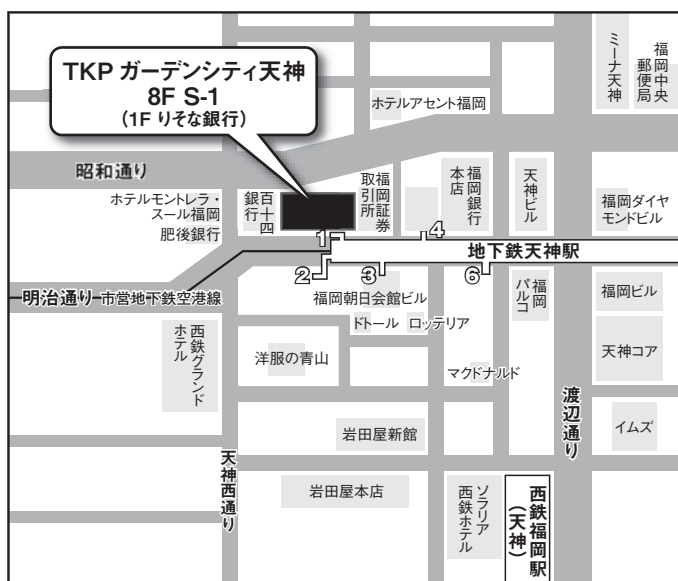 TKP ガーデンシティ天神
8F S-1
(1F りそな銀行)
ミーナ天神
福岡中央
郵便局
ホテルアセント福岡
昭和通り
ホテルモントレラ・
スール福岡
肥後銀行
百十四
銀行
福岡証券
取引所
福岡銀行
本店
天神ビル
福岡ダイヤ
モンドビル
1
4
地下鉄天神駅
2
3
6
明治通り
市営地下鉄空港線
福岡朝日会館ビル
福岡
パルコ
福岡ビル
ドトール
ロッテリア
西鉄グランド
ホテル
洋服の青山
マクドナルド
天神コア
渡辺通り
岩田屋新館
イムズ
天神西通り
岩田屋本店
ソラリア
西鉄ホテル
西鉄福岡駅
(天神)